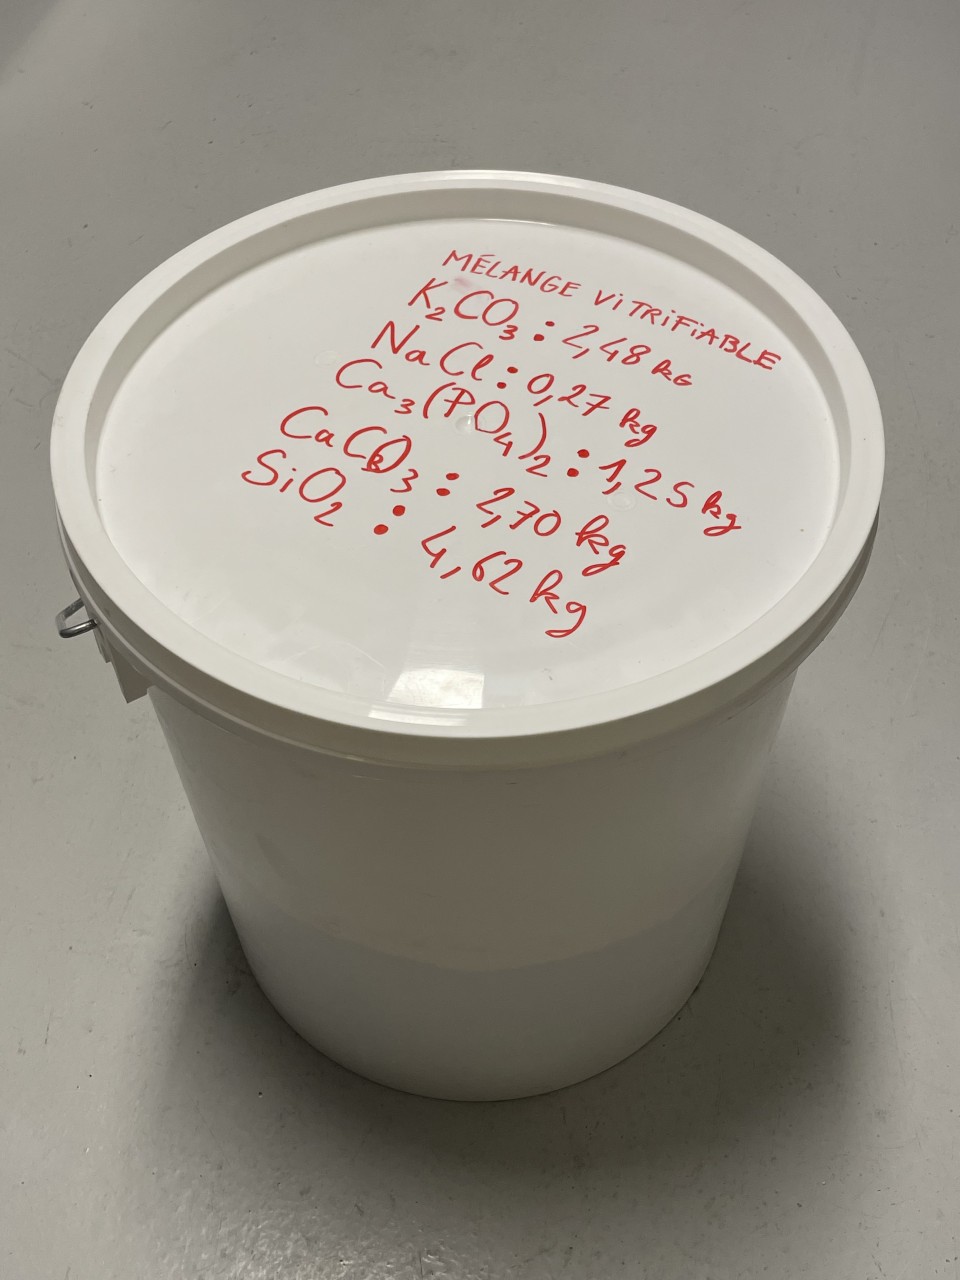 MÉLANGE ViTRiFiABLE
K₂CO₃ : 2,48 kG
NaCl : 0,27 kg
Ca₃(PO₄)₂ : 1,25 kg
CaCO₃ : 2,70 kg
SiO₂ : 4,62 kg